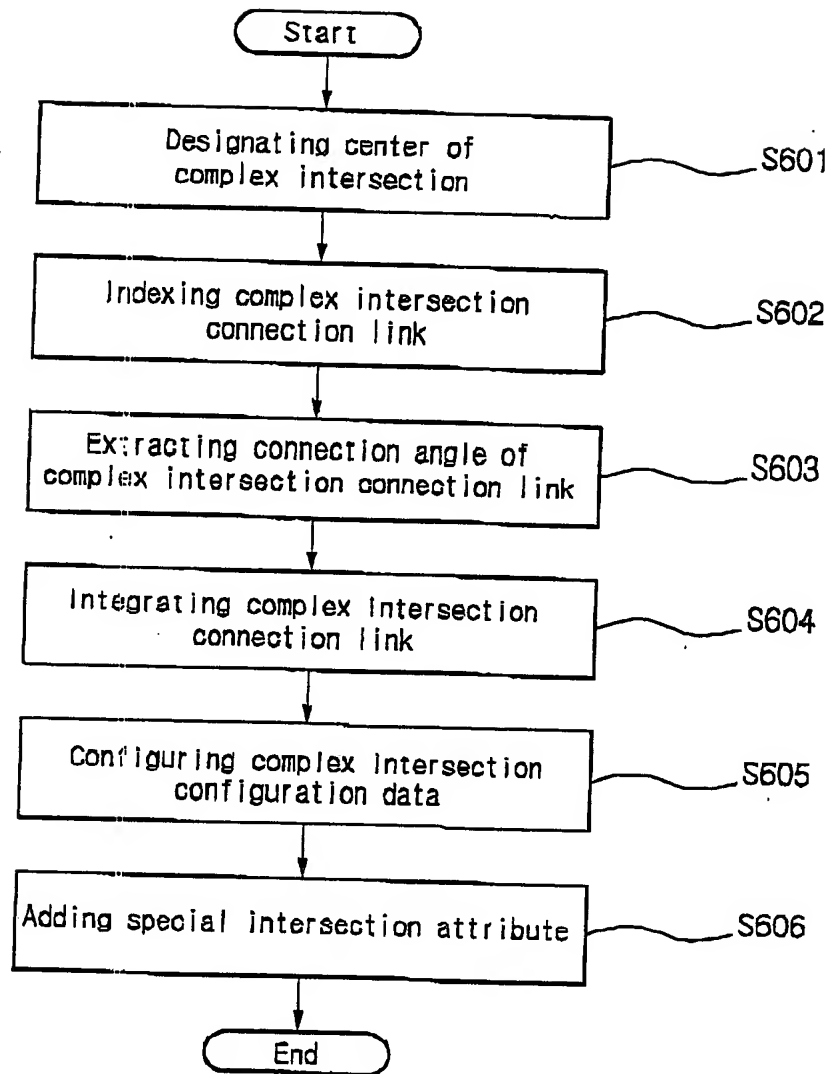 Start
Designating center of
complex intersection
S601
Indexing complex intersection
connection link
S602
Extracting connection angle of
complex intersection connection link
S603
Integrating complex intersection
connection link
S604
Configuring complex intersection
configuration data
S605
Adding special intersection attribute
S606
End